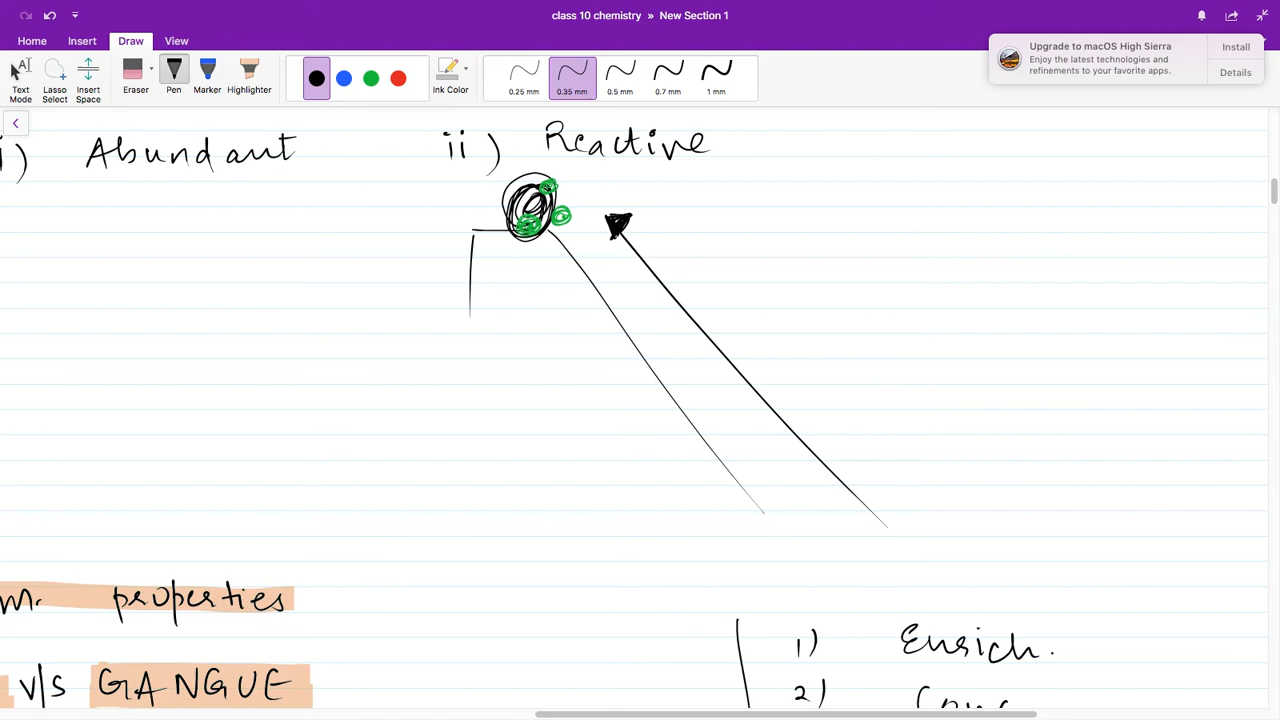 class 10 chemistry » New Section 1
Home Insert Draw View
Upgrade to macOS High Sierra
Enjoy the latest technologies and
refinements to your favorite apps.
Install
Details
Text
Mode
Lasso
Select
Insert
Space
Eraser
Pen
Marker
Highlighter
Ink Color
0.25 mm
0.35 mm
0.5 mm
0.7 mm
1 mm
i) Abundant ii) Reactive
m. properties
v/s GANGUE
1) Enrich.
2)